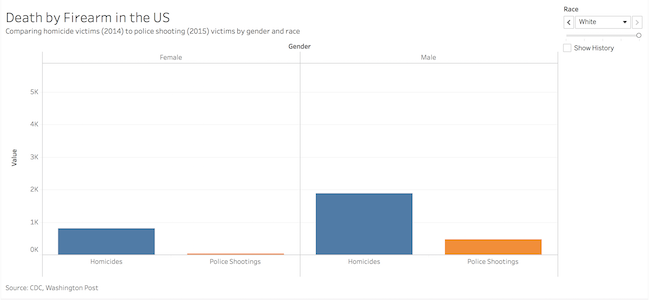 Death by Firearm in the US
Comparing homicide victims (2014) to police shooting (2015) victims by gender and race
Race
White
Show History
Gender
Female
Male
Value
5K
4K
3K
2K
1K
0K
Homicides
Police Shootings
Homicides
Police Shootings
Source: CDC, Washington Post